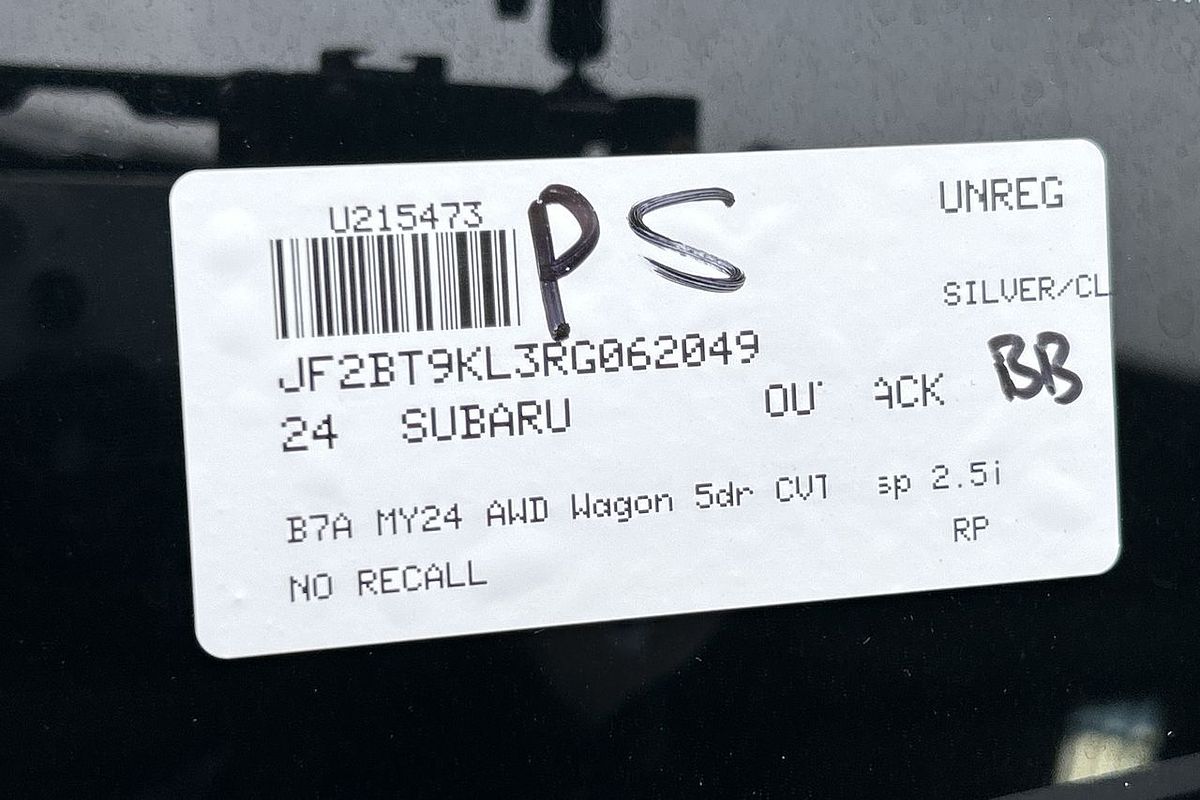 U215473
PS
UNREG
SILVER/CL
JF2BT9KL3RG062049
BB
24 SUBARU
B7A MY24 AWD Wagon 5dr sp 2.5i
RP
NO RECALL